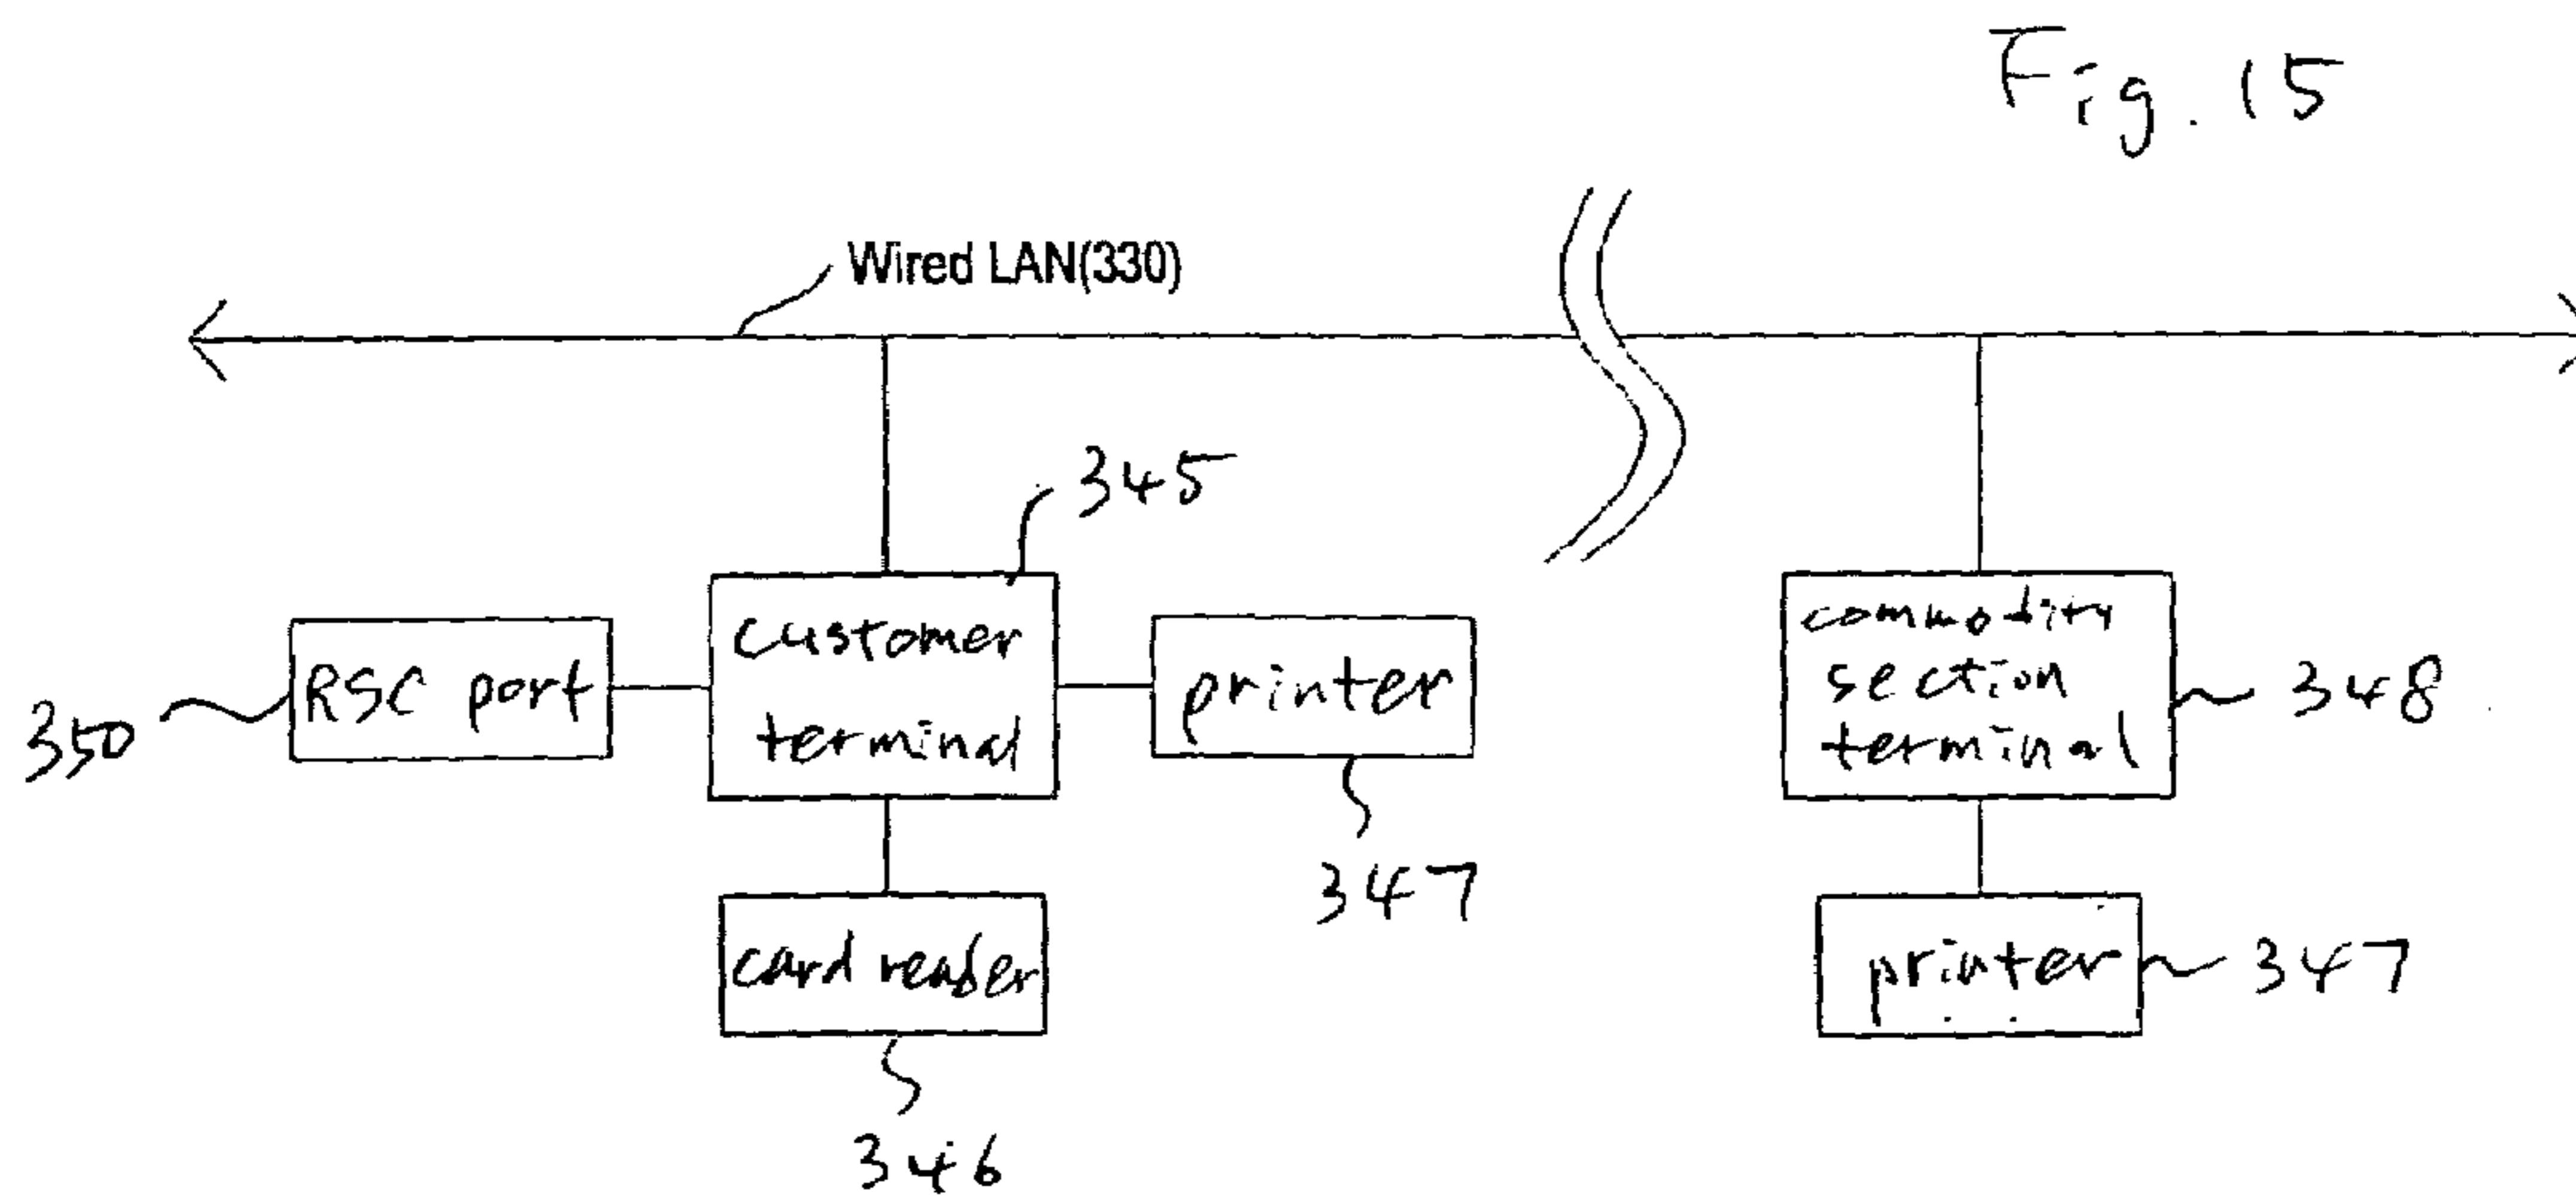 Fig. 15
Wired LAN(330)
345
customer
terminal
RSC port
350
printer
347
card reader
346
commodity
section
terminal
348
printer
347